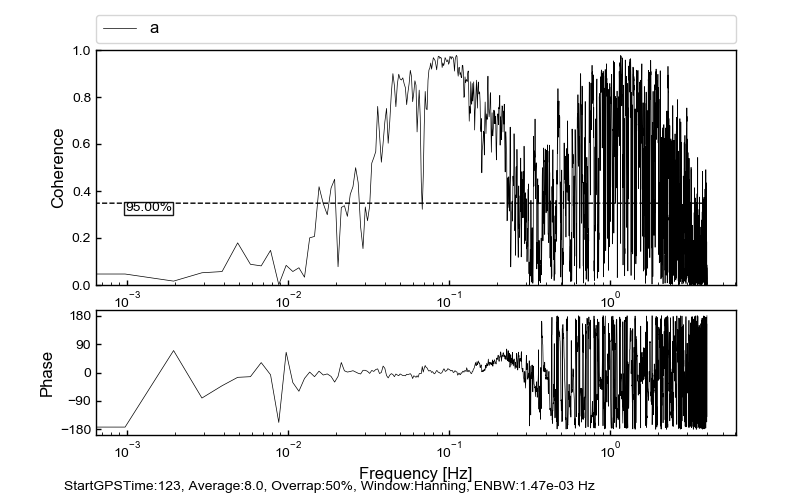 a
1.0
0.8
0.6
0.4
0.2
0.0
Coherence
95.00%
10⁻³ 10⁻² 10⁻¹ 10⁰
180
90
0
−90
−180
Phase
10⁻³ 10⁻² 10⁻¹ 10⁰
Frequency [Hz]
StartGPSTime:123, Average:8.0, Overrap:50%, Window:Hanning, ENBW:1.47e-03 Hz